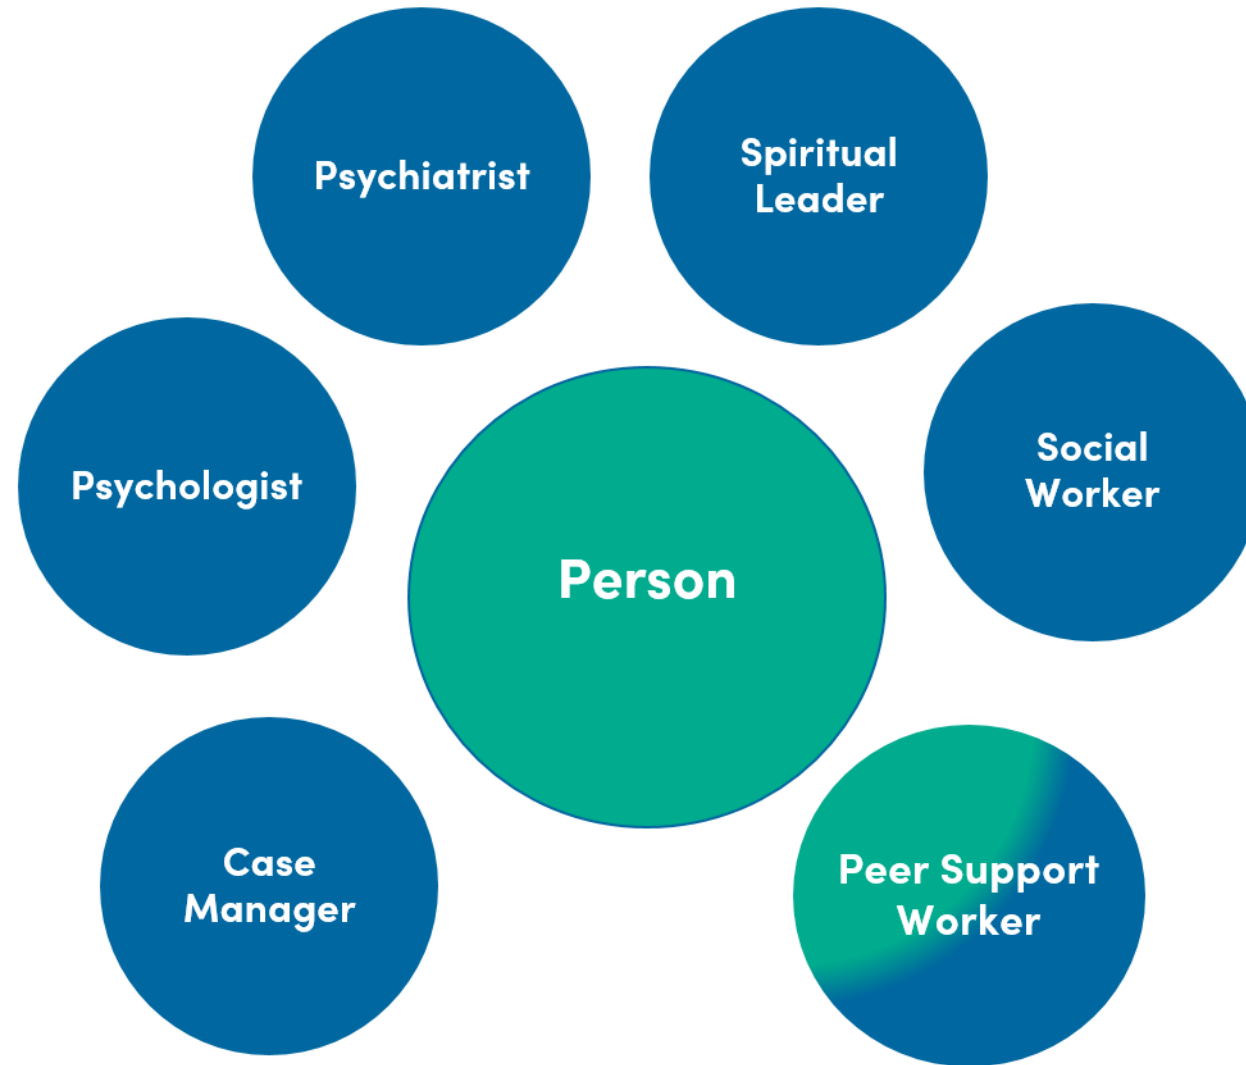 Psychiatrist
Spiritual
Leader
Psychologist
Social
Worker
Person
Case
Manager
Peer Support
Worker